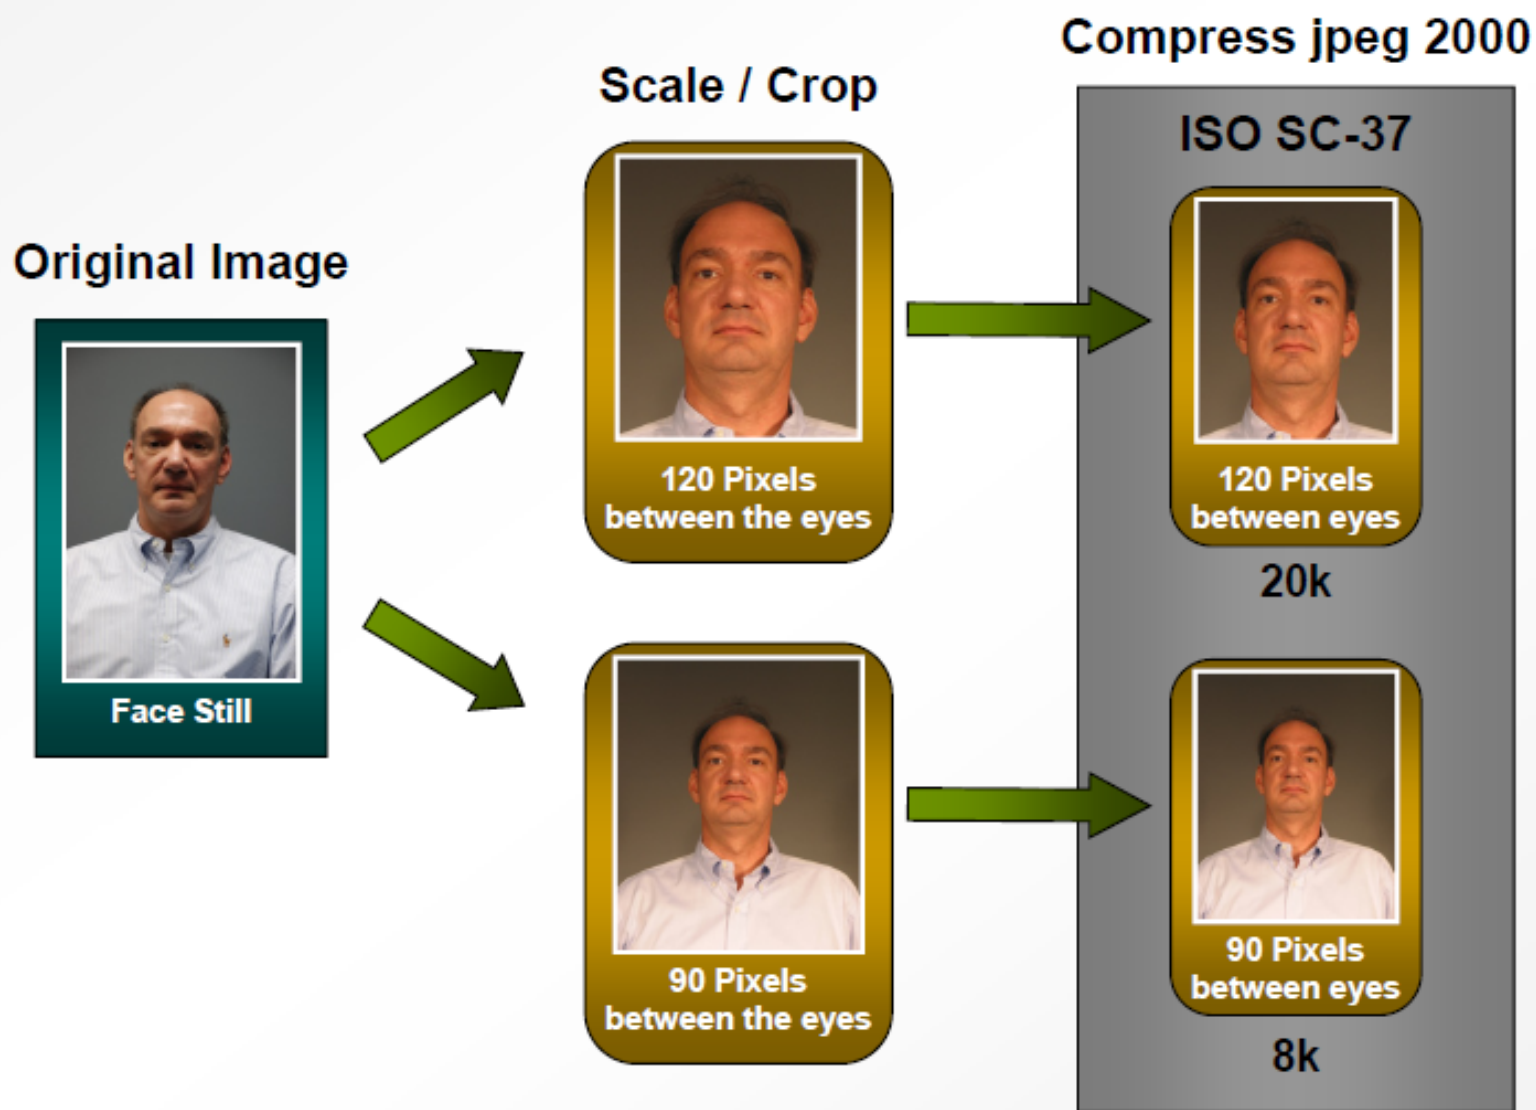 Original Image
Face Still
Scale / Crop
120 Pixels
between the eyes
90 Pixels
between the eyes
Compress jpeg 2000
ISO SC-37
120 Pixels
between eyes
20k
90 Pixels
between eyes
8k